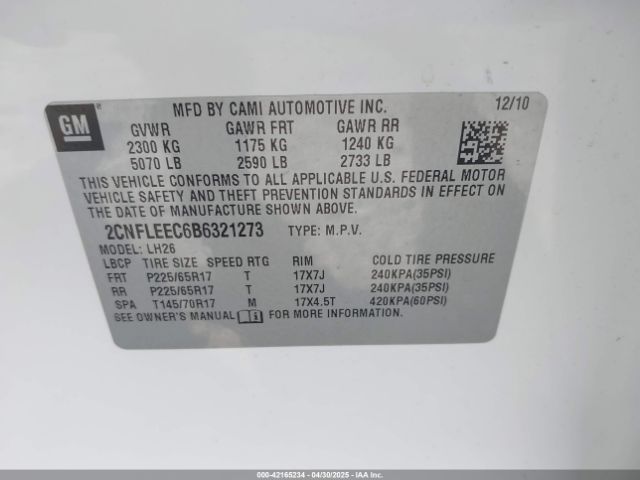 GM
MFD BY CAMI AUTOMOTIVE INC. 12/10
GVWR GAWR FRT GAWR RR
2300 KG 1175 KG 1240 KG
5070 LB 2590 LB 2733 LB
THIS VEHICLE CONFORMS TO ALL APPLICABLE U.S. FEDERAL MOTOR
VEHICLE SAFETY AND THEFT PREVENTION STANDARDS IN EFFECT ON
THE DATE OF MANUFACTURE SHOWN ABOVE.
2CNFLEEC6B6321273 TYPE: M.P.V.
MODEL: LH26
LBCP TIRE SIZE SPEED RTG RIM COLD TIRE PRESSURE
FRT P225/65R17 T 17X7J 240KPA(35PSI)
RR P225/65R17 T 17X7J 240KPA(35PSI)
SPA T145/70R17 M 17X4.5T 420KPA(60PSI)
SEE OWNER'S MANUAL FOR MORE INFORMATION.
000-42165234 - 04/30/2025 - IAAI.COM